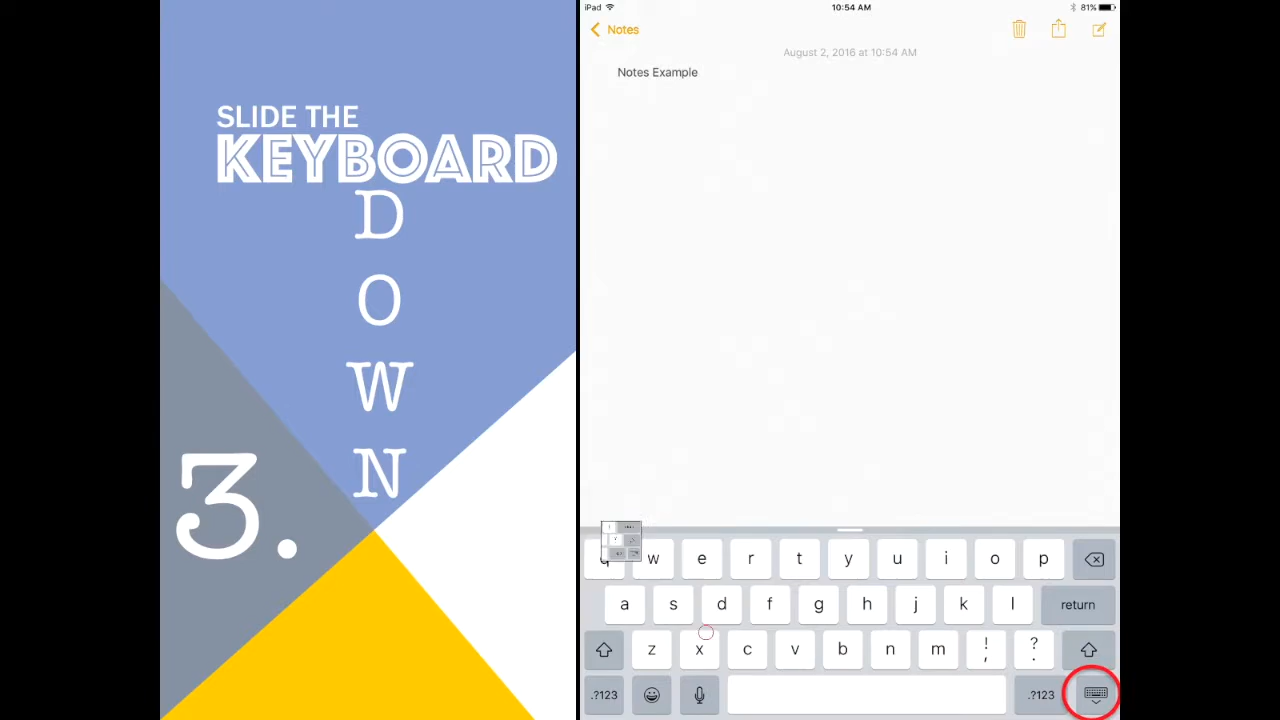 SLIDE THE
KEYBOARD
D
O
W
N
3.
iPad 10:54 AM 81%
Notes
August 2, 2016 at 10:54 AM
Notes Example
q w e r t y u i o p
a s d f g h j k l return
z x c v b n m ! , ? .
.?123 .?123